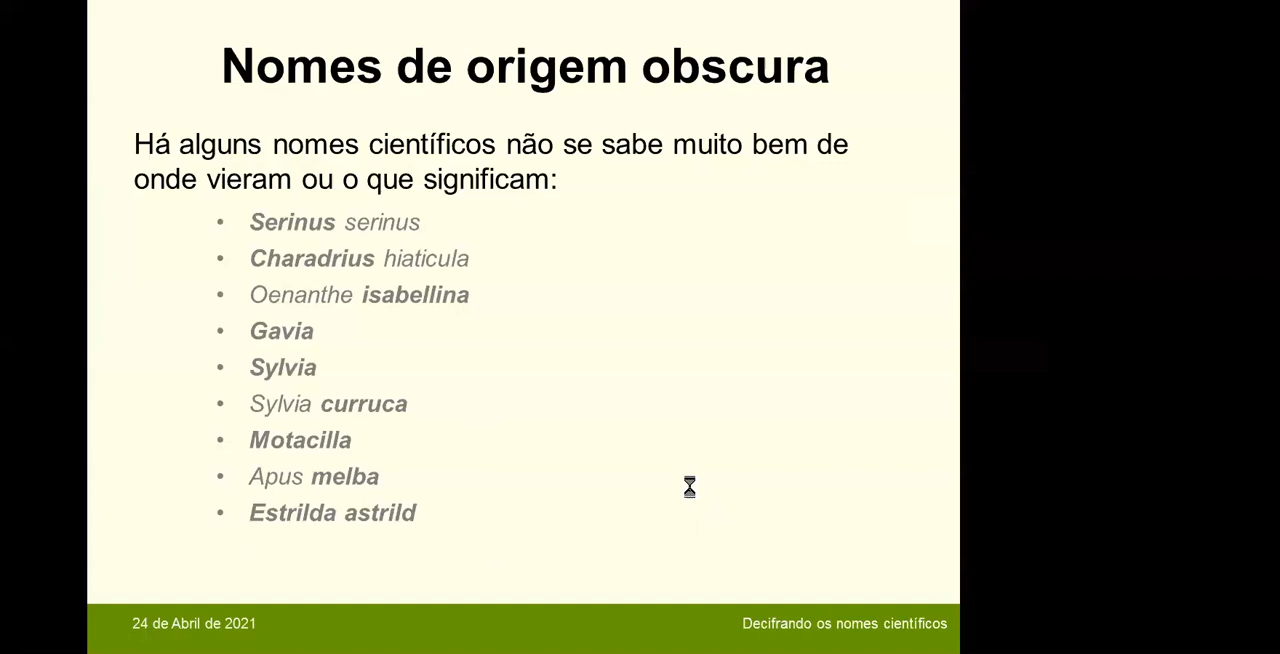 Nomes de origem obscura
Há alguns nomes científicos não se sabe muito bem de
onde vieram ou o que significam:
• Serinus serinus
• Charadrius hiaticula
• Oenanthe isabellina
• Gavia
• Sylvia
• Sylvia curruca
• Motacilla
• Apus melba
• Estrilda astrild
24 de Abril de 2021
Decifrando os nomes científicos